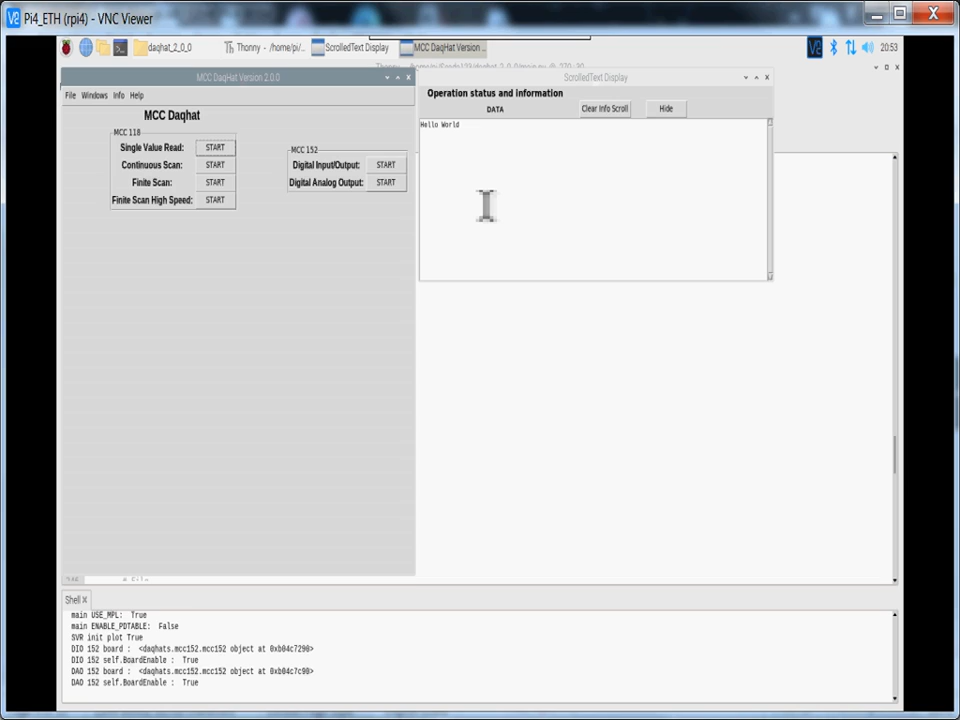 Pi4_ETH (rpi4) - VNC Viewer
daqhat_2_0_0 Thonny - /home/pi/.. ScrolledText Display MCC DaqHat Version .. 20:53
MCC DaqHat Version 2.0.0
File Windows Info Help
MCC Daqhat
MCC 118
Single Value Read: START
Continuous Scan: START
Finite Scan: START
Finite Scan High Speed: START
MCC 152
Digital Input/Output: START
Digital Analog Output: START
ScrolledText Display
Operation status and information
DATA Clear Info Scroll Hide
Hello World
Shell x
main USE_MPL: True
main ENABLE_PDTABLE: False
SVR init plot True
DIO 152 board : <daqhats.mcc152.mcc152 object at 0xb04c7290>
DIO 152 self.BoardEnable : True
DAO 152 board : <daqhats.mcc152.mcc152 object at 0xb04c7c90>
DAO 152 self.BoardEnable : True